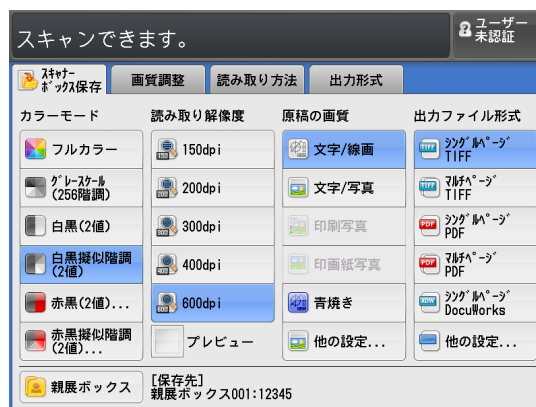 スキャンできます。
ユーザー
未認証
スキャナー
ボックス保存
画質調整
読み取り方法
出力形式
カラーモード
フルカラー
グレースケール
(256階調)
白黒(2値)
白黒擬似階調
(2値)
赤黒(2値)...
赤黒擬似階調
(2値)...
読み取り解像度
150dpi
200dpi
300dpi
400dpi
600dpi
プレビュー
原稿の画質
文字/線画
文字/写真
印刷写真
印画紙写真
青焼き
他の設定...
出力ファイル形式
シングルページ
TIFF
マルチページ
TIFF
シングルページ
PDF
マルチページ
PDF
シングルページ
DocuWorks
他の設定...
親展ボックス
[保存先]
親展ボックス001:12345